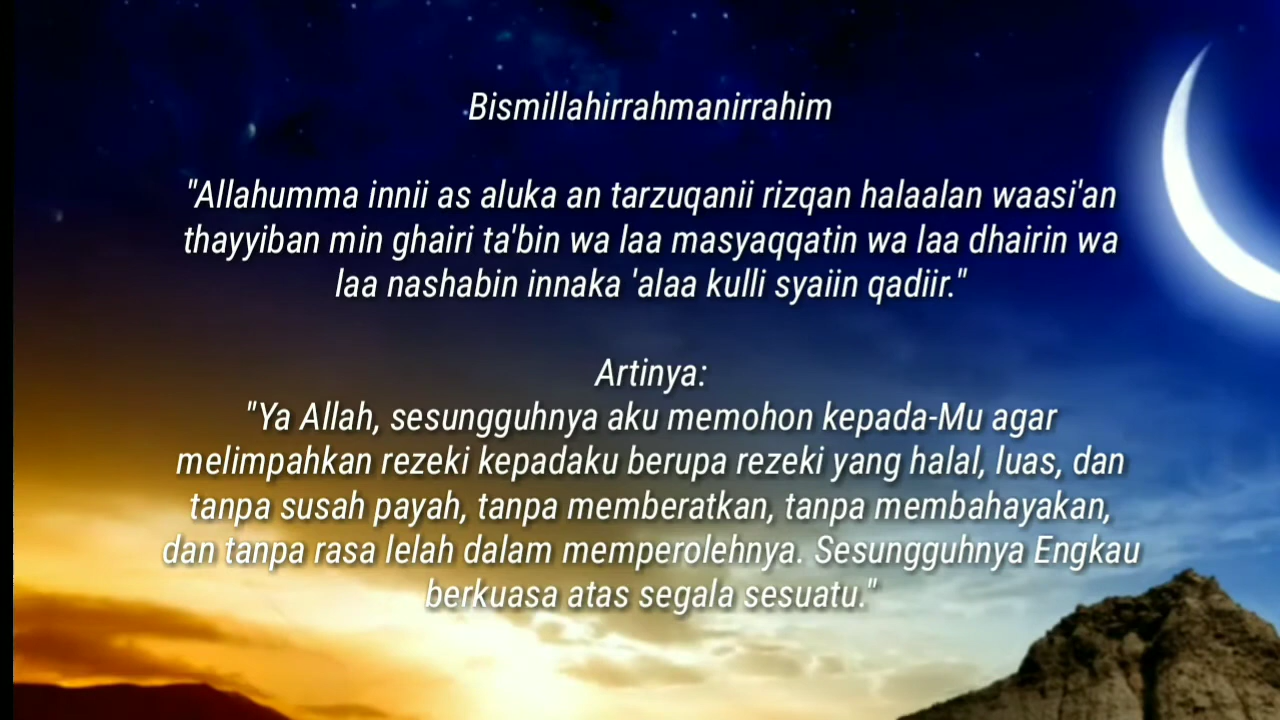 Bismillahirrahmanirrahim
"Allahumma innii as aluka an tarzuqanii rizqan halaalan waasi'an
thayyiban min ghairi ta'bin wa laa masyaqqatin wa laa dhairin wa
laa nashabin innaka 'alaa kulli syaiin qadiir."
Artinya:
"Ya Allah, sesungguhnya aku memohon kepada-Mu agar
melimpahkan rezeki kepadaku berupa rezeki yang halal, luas, dan
tanpa susah payah, tanpa memberatkan, tanpa membahayakan,
dan tanpa rasa lelah dalam memperolehnya. Sesungguhnya Engkau
berkuasa atas segala sesuatu."